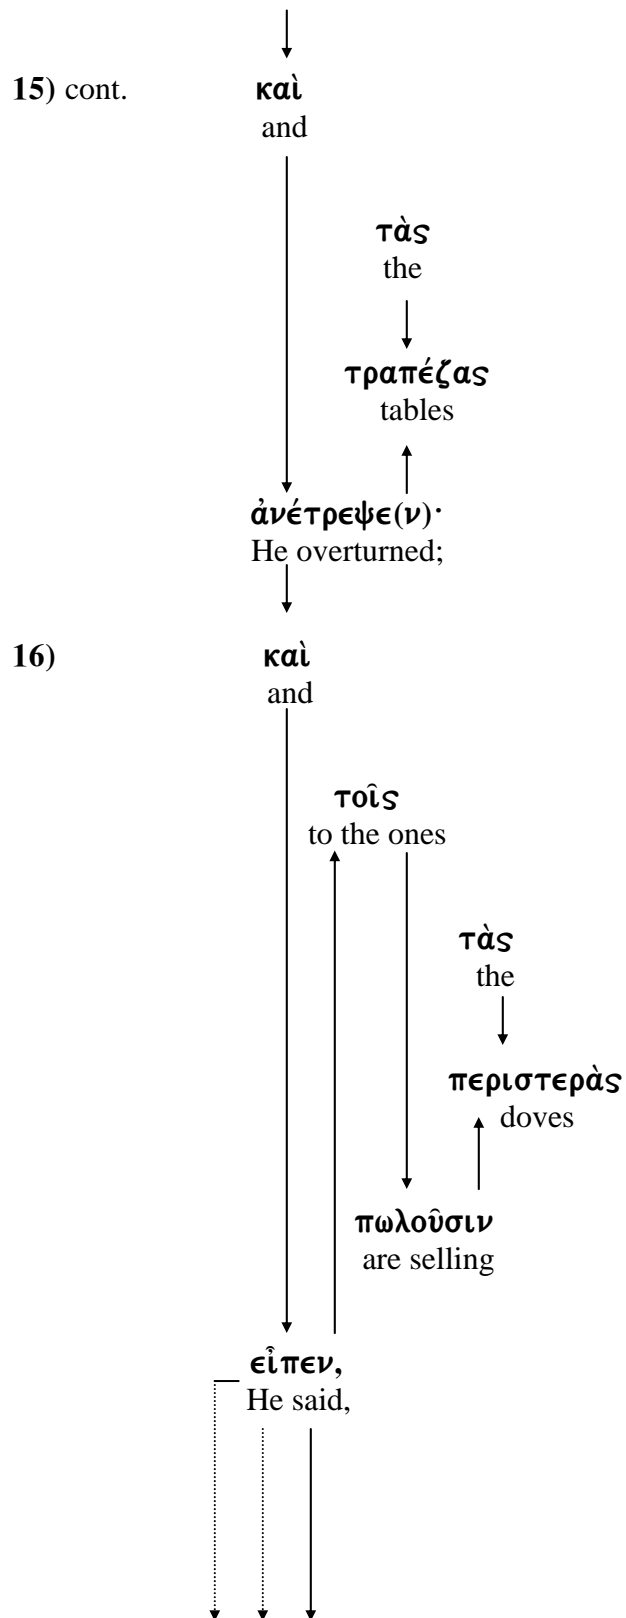 15) cont. καὶ
and
τὰς
the
τραπέζας
tables
ἀνέτρεψε(ν)·
He overturned;
16) καὶ
and
τοῖς
to the ones
τὰς
the
περιστερὰς
doves
πωλοῦσιν
are selling
εἶπεν,
He said,